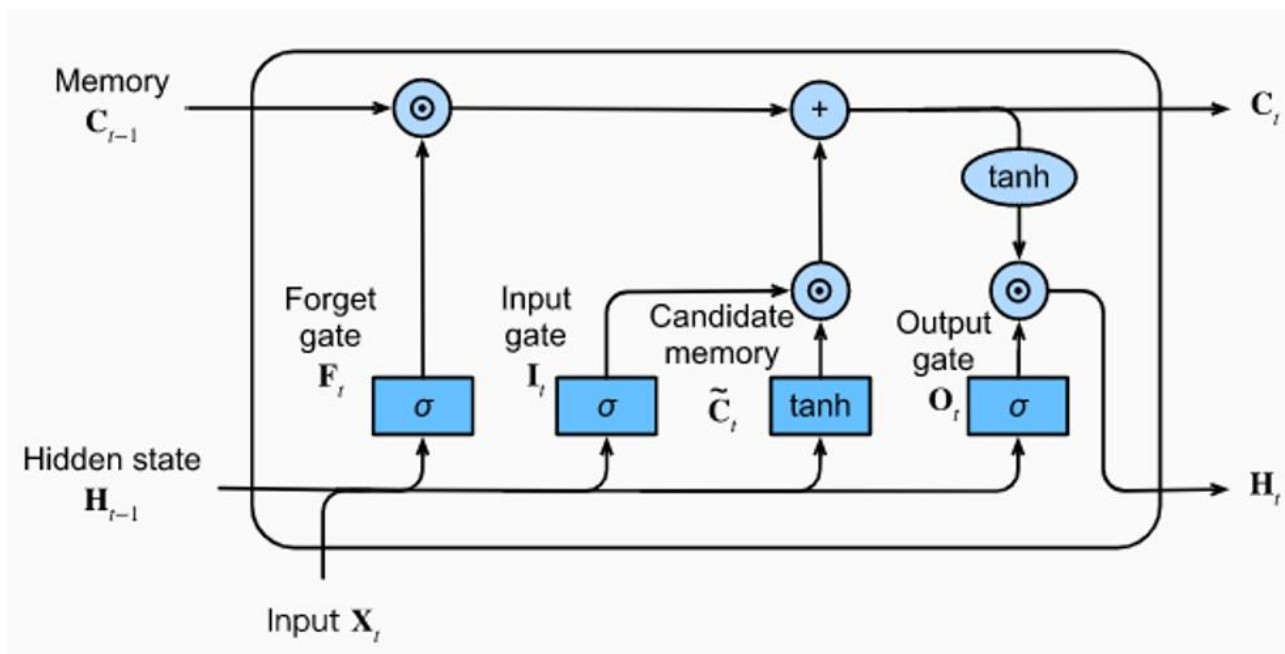 Memory
C_{t-1}
+
C_t
tanh
Forget
gate
F_t
σ
Input
gate
I_t
σ
Candidate
memory
C̃_t
tanh
Output
gate
O_t
σ
Hidden state
H_{t-1}
H_t
Input X_t